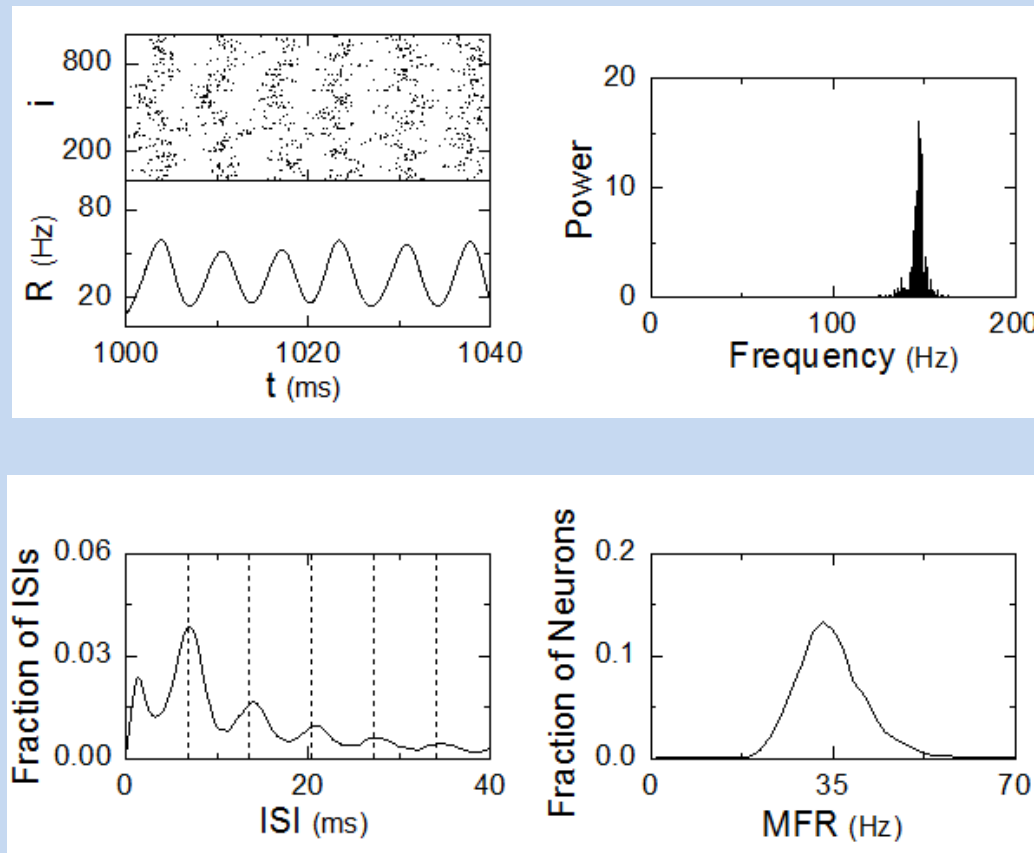 800
i
200
80
R (Hz)
20
1000 1020 1040
t (ms)
20
Power
10
0
0 100 200
Frequency (Hz)
0.06
Fraction of ISIs
0.03
0.00
0 20 40
ISI (ms)
0.2
Fraction of Neurons
0.1
0.0
0 35 70
MFR (Hz)